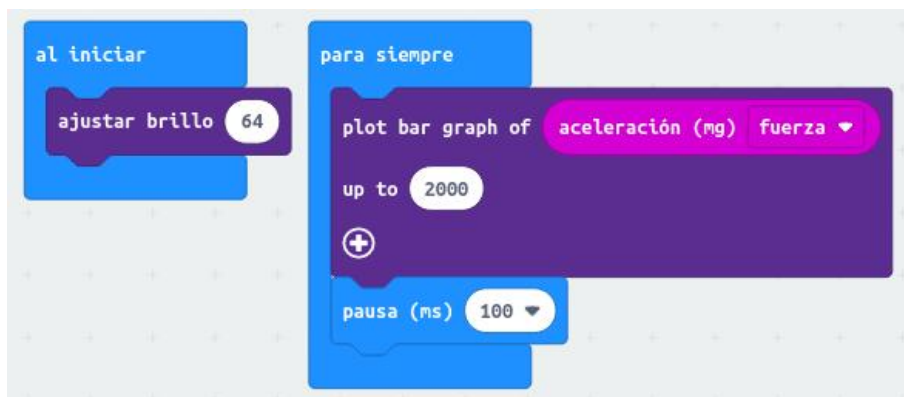 al iniciar
ajustar brillo 64
para siempre
plot bar graph of aceleración (mg) fuerza
up to 2000
pausa (ms) 100